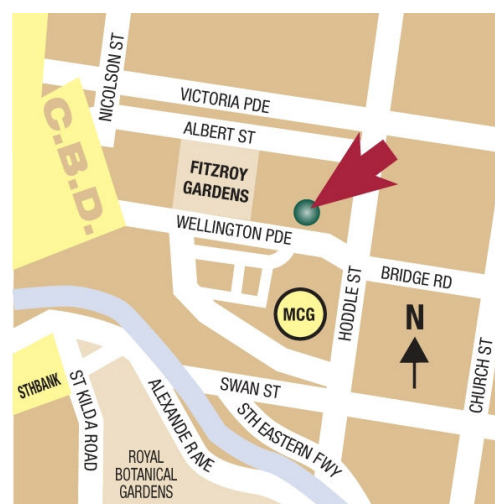 NICOLSON ST
VICTORIA PDE
C.B.D.
ALBERT ST
FITZROY
GARDENS
WELLINGTON PDE
BRIDGE RD
HODDLE ST
MCG
N
CHURCH ST
STHBANK
ST KILDA ROAD
ALEXANDE R AVE
SWAN ST
STH EASTERN FWY
ROYAL
BOTANICAL
GARDENS